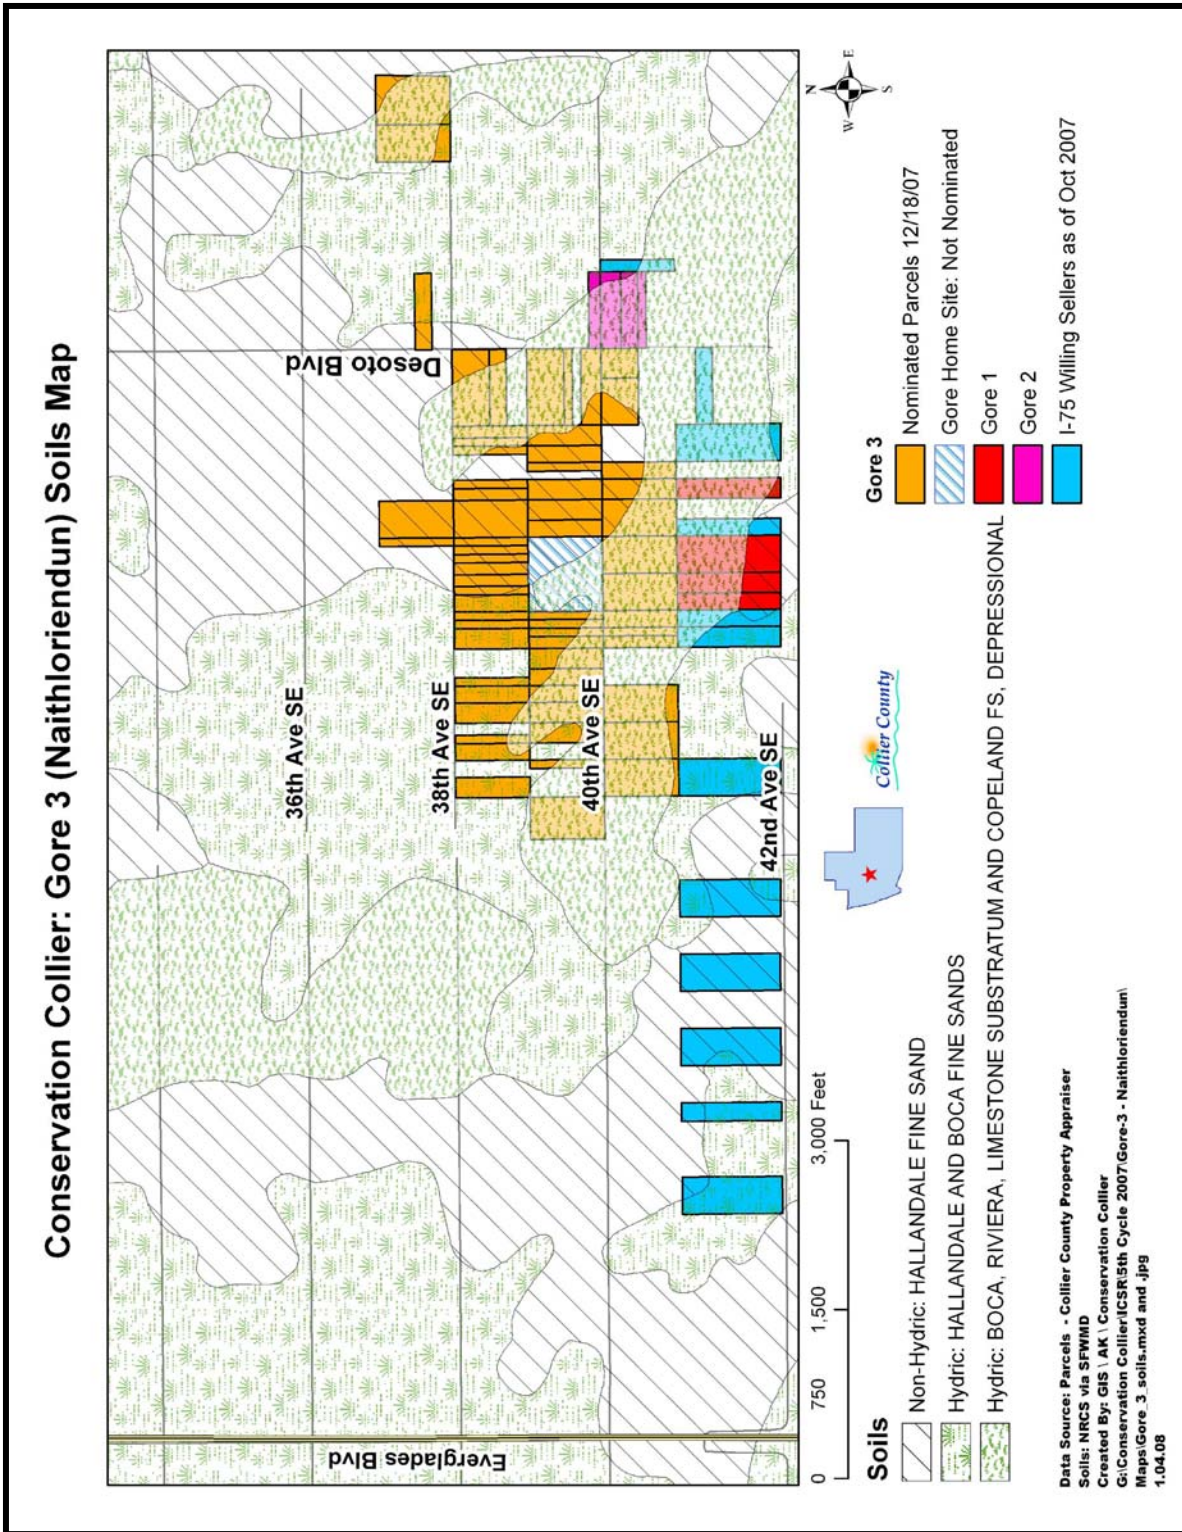 Conservation Collier: Gore 3 (Naithloriendun) Soils Map
Everglades Blvd
Desoto Blvd
36th Ave SE
38th Ave SE
40th Ave SE
42nd Ave SE
0 750 1,500 3,000 Feet
Collier County
N
W E
S
Soils
Non-Hydric: HALLANDALE FINE SAND
Hydric: HALLANDALE AND BOCA FINE SANDS
Hydric: BOCA, RIVIERA, LIMESTONE SUBSTRATUM AND COPELAND FS, DEPRESSIONAL
Gore 3
Nominated Parcels 12/18/07
Gore Home Site: Not Nominated
Gore 1
Gore 2
I-75 Willing Sellers as of Oct 2007
Data Source: Parcels - Collier County Property Appraiser
Soils: NRCS via SFWMD
Created By: GIS \ AK \ Conservation Collier
G:\Conservation Collier\ICSR\5th Cycle 2007\Gore-3 - Naithloriendun\
Maps\Gore_3_soils.mxd and .jpg
1.04.08